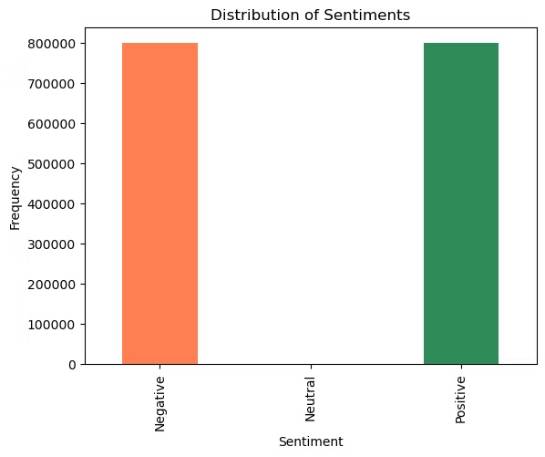 Distribution of Sentiments
800000
700000
600000
500000
400000
300000
200000
100000
0
Frequency
Negative
Neutral
Positive
Sentiment